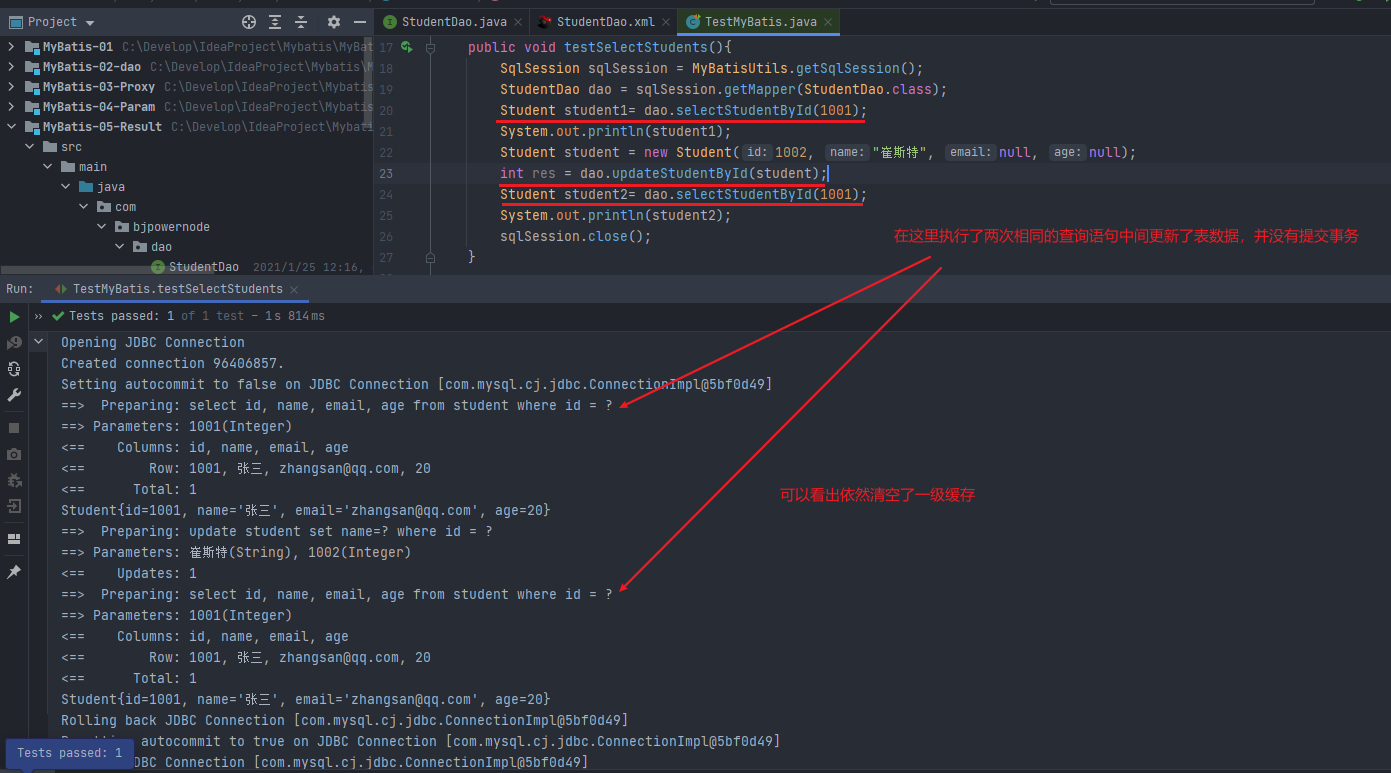 Project
StudentDao.java
StudentDao.xml
TestMyBatis.java
MyBatis-01 C:\Develop\IdeaProject\Mybatis\MyBat
MyBatis-02-dao C:\Develop\IdeaProject\Mybatis\M
MyBatis-03-Proxy C:\Develop\IdeaProject\Mybatis
MyBatis-04-Param C:\Develop\IdeaProject\Mybatis
MyBatis-05-Result C:\Develop\IdeaProject\Mybati
src
main
java
com
bjpowernode
dao
StudentDao 2021/1/25 12:16,
17 public void testSelectStudents(){
18 SqlSession sqlSession = MyBatisUtils.getSqlSession();
19 StudentDao dao = sqlSession.getMapper(StudentDao.class);
20 Student student1= dao.selectStudentById(1001);
21 System.out.println(student1);
22 Student student = new Student( id: 1002, name: "崔斯特", email: null, age: null);
23 int res = dao.updateStudentById(student);
24 Student student2= dao.selectStudentById(1001);
25 System.out.println(student2);
26 sqlSession.close();
27 }
在这里执行了两次相同的查询语句中间更新了表数据，并没有提交事务
Run: TestMyBatis.testSelectStudents
Tests passed: 1 of 1 test – 1 s 814 ms
Opening JDBC Connection
Created connection 96406857.
Setting autocommit to false on JDBC Connection [com.mysql.cj.jdbc.ConnectionImpl@5bf0d49]
==> Preparing: select id, name, email, age from student where id = ?
==> Parameters: 1001(Integer)
<== Columns: id, name, email, age
<== Row: 1001, 张三, zhangsan@qq.com, 20
<== Total: 1
Student{id=1001, name='张三', email='zhangsan@qq.com', age=20}
==> Preparing: update student set name=? where id = ?
==> Parameters: 崔斯特(String), 1002(Integer)
<== Updates: 1
==> Preparing: select id, name, email, age from student where id = ?
==> Parameters: 1001(Integer)
<== Columns: id, name, email, age
<== Row: 1001, 张三, zhangsan@qq.com, 20
<== Total: 1
Student{id=1001, name='张三', email='zhangsan@qq.com', age=20}
Rolling back JDBC Connection [com.mysql.cj.jdbc.ConnectionImpl@5bf0d49]
autocommit to true on JDBC Connection [com.mysql.cj.jdbc.ConnectionImpl@5bf0d49]
DBC Connection [com.mysql.cj.jdbc.ConnectionImpl@5bf0d49]
可以看出依然清空了一级缓存
Tests passed: 1